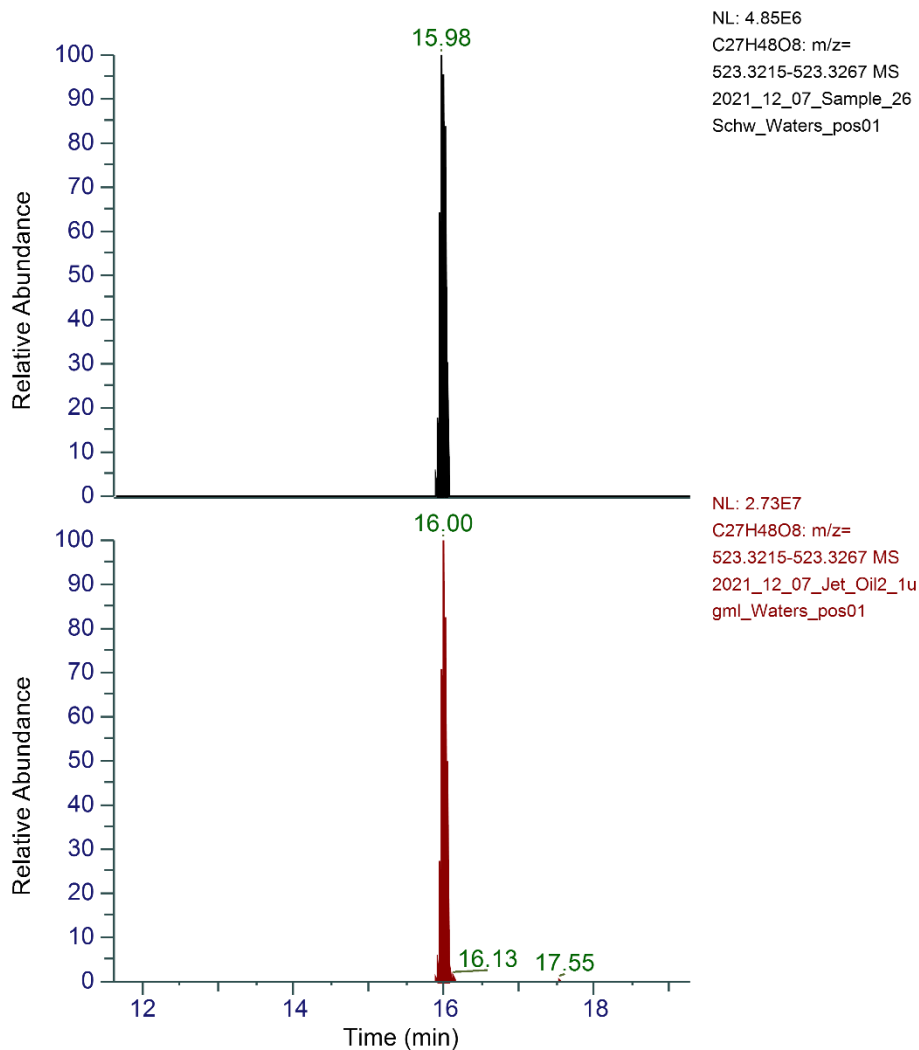 NL: 4.85E6
C27H48O8: m/z=
523.3215-523.3267 MS
2021_12_07_Sample_26
Schw_Waters_pos01
15.98
100
90
80
70
60
50
40
30
20
10
0
Relative Abundance
NL: 2.73E7
C27H48O8: m/z=
523.3215-523.3267 MS
2021_12_07_Jet_Oil2_1u
gml_Waters_pos01
16.00
100
90
80
70
60
50
40
30
20
10
0
Relative Abundance
16.13
17.55
12 14 16 18
Time (min)